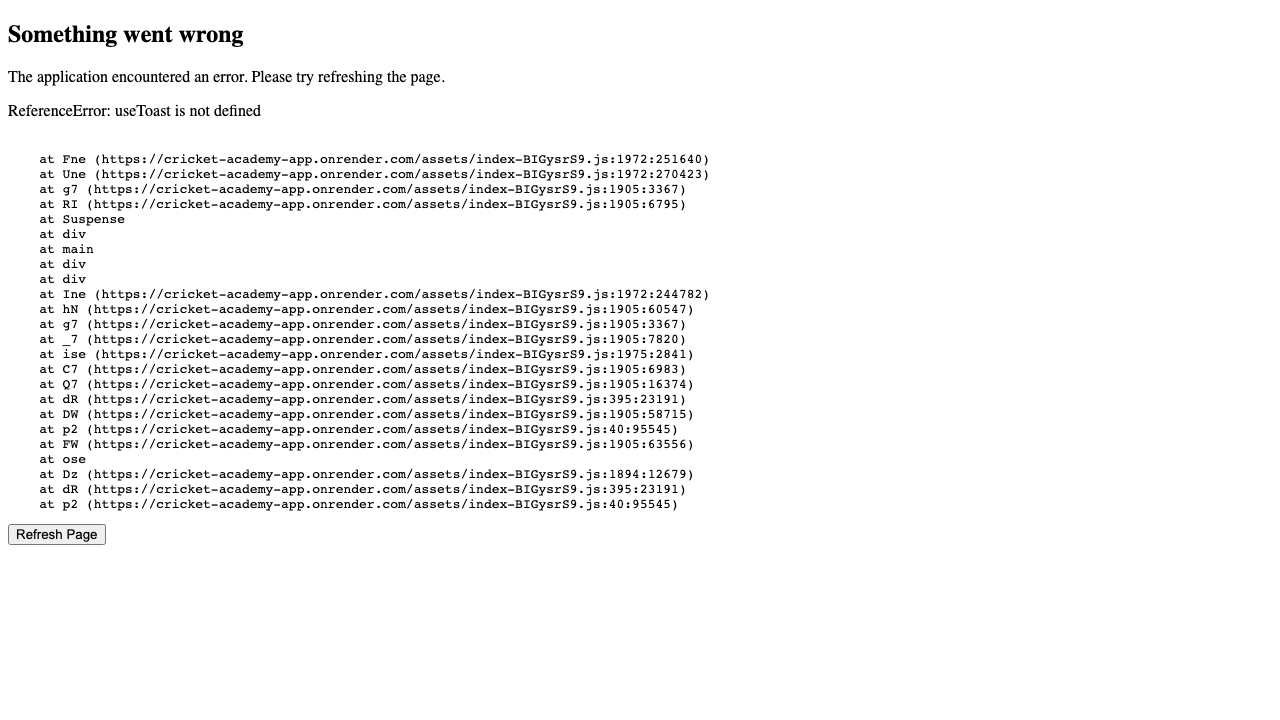 Something went wrong
The application encountered an error. Please try refreshing the page.
ReferenceError: useToast is not defined
at Fne (https://cricket-academy-app.onrender.com/assets/index-BIGysrS9.js:1972:251640)
at Une (https://cricket-academy-app.onrender.com/assets/index-BIGysrS9.js:1972:270423)
at g7 (https://cricket-academy-app.onrender.com/assets/index-BIGysrS9.js:1905:3367)
at RI (https://cricket-academy-app.onrender.com/assets/index-BIGysrS9.js:1905:6795)
at Suspense
at div
at main
at div
at div
at Ine (https://cricket-academy-app.onrender.com/assets/index-BIGysrS9.js:1972:244782)
at hN (https://cricket-academy-app.onrender.com/assets/index-BIGysrS9.js:1905:60547)
at g7 (https://cricket-academy-app.onrender.com/assets/index-BIGysrS9.js:1905:3367)
at _7 (https://cricket-academy-app.onrender.com/assets/index-BIGysrS9.js:1905:7820)
at ise (https://cricket-academy-app.onrender.com/assets/index-BIGysrS9.js:1975:2841)
at C7 (https://cricket-academy-app.onrender.com/assets/index-BIGysrS9.js:1905:6983)
at Q7 (https://cricket-academy-app.onrender.com/assets/index-BIGysrS9.js:1905:16374)
at dR (https://cricket-academy-app.onrender.com/assets/index-BIGysrS9.js:395:23191)
at DW (https://cricket-academy-app.onrender.com/assets/index-BIGysrS9.js:1905:58715)
at p2 (https://cricket-academy-app.onrender.com/assets/index-BIGysrS9.js:40:95545)
at FW (https://cricket-academy-app.onrender.com/assets/index-BIGysrS9.js:1905:63556)
at ose
at Dz (https://cricket-academy-app.onrender.com/assets/index-BIGysrS9.js:1894:12679)
at dR (https://cricket-academy-app.onrender.com/assets/index-BIGysrS9.js:395:23191)
at p2 (https://cricket-academy-app.onrender.com/assets/index-BIGysrS9.js:40:95545)
Refresh Page